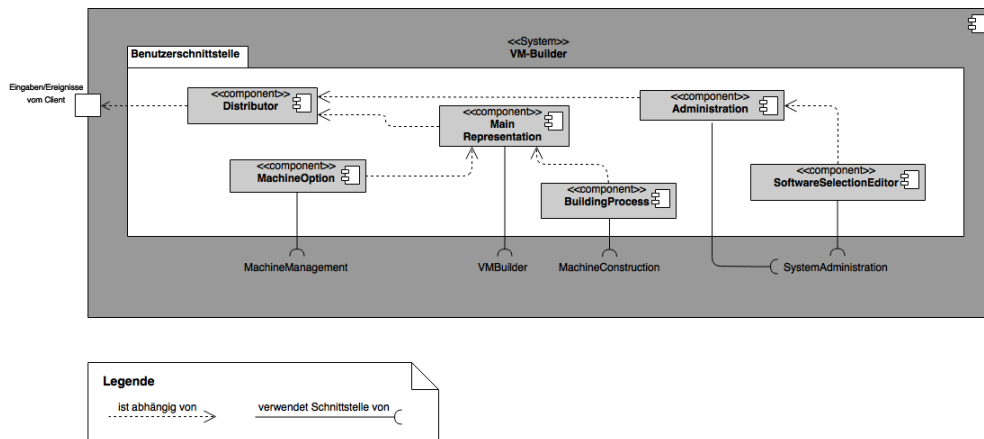 <<System>>
VM-Builder
Benutzerschnittstelle
Eingaben/Ereignisse
vom Client
<<component>>
Distributor
<<component>>
Main
Representation
<<component>>
Administration
<<component>>
MachineOption
<<component>>
BuildingProcess
<<component>>
SoftwareSelectionEditor
MachineManagement
VMBuilder
MachineConstruction
SystemAdministration
Legende
ist abhängig von
verwendet Schnittstelle von